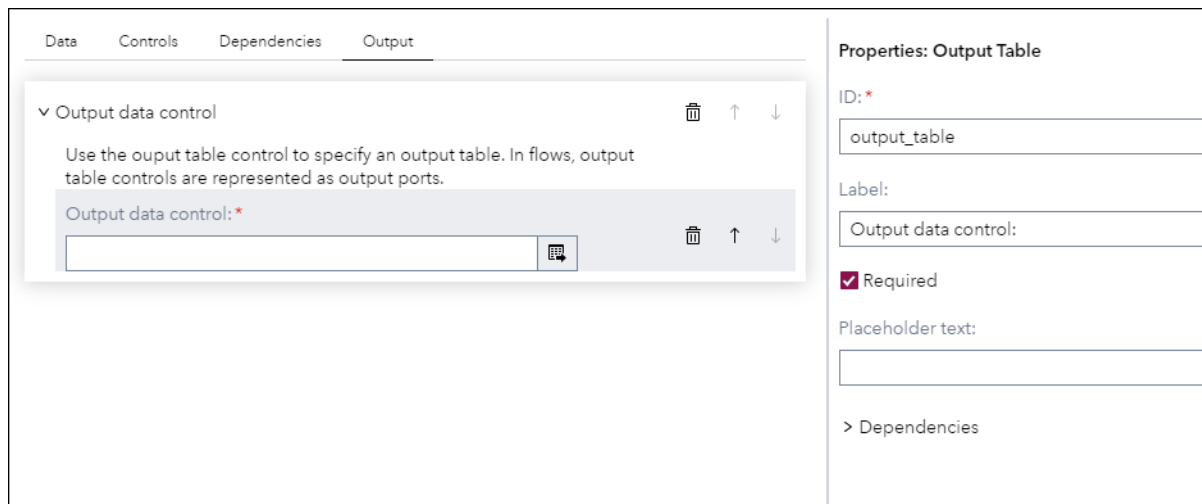 Data Controls Dependencies Output
Output data control
Use the ouput table control to specify an output table. In flows, output
table controls are represented as output ports.
Output data control:*
Properties: Output Table
ID:*
output_table
Label:
Output data control:
Required
Placeholder text:
Dependencies